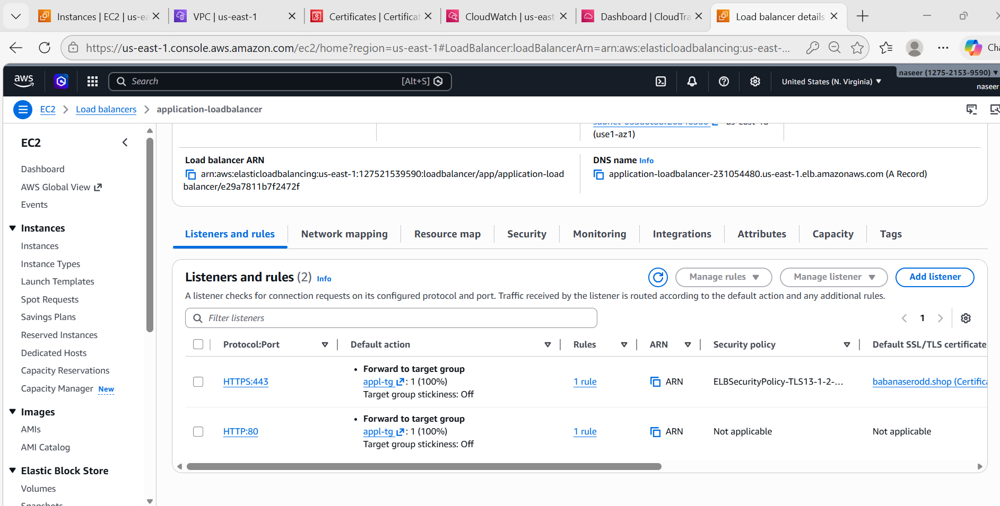 Instances | EC2 | us-ea
VPC | us-east-1
Certificates | Certificat
CloudWatch | us-east
Dashboard | CloudTra
Load balancer details
https://us-east-1.console.aws.amazon.com/ec2/home?region=us-east-1#LoadBalancer:loadBalancerArn=arn:aws:elasticloadbalancing:us-east-...
Cha
aws
Search
[Alt+S]
United States (N. Virginia)
naseer (1275-2153-9590)
naseer
EC2
Load balancers
application-loadbalancer
EC2
Dashboard
AWS Global View
Events
Instances
Instances
Instance Types
Launch Templates
Spot Requests
Savings Plans
Reserved Instances
Dedicated Hosts
Capacity Reservations
Capacity Manager New
Images
AMIs
AMI Catalog
Elastic Block Store
Volumes
Snapshots
(use1-az1)
Load balancer ARN
arn:aws:elasticloadbalancing:us-east-1:127521539590:loadbalancer/app/application-load
balancer/e29a7811b7f2472f
DNS name Info
application-loadbalancer-231054480.us-east-1.elb.amazonaws.com (A Record)
Listeners and rules
Network mapping
Resource map
Security
Monitoring
Integrations
Attributes
Capacity
Tags
Listeners and rules (2) Info
Manage rules
Manage listener
Add listener
A listener checks for connection requests on its configured protocol and port. Traffic received by the listener is routed according to the default action and any additional rules.
Filter listeners
1
Protocol:Port
Default action
Rules
ARN
Security policy
Default SSL/TLS certificate
HTTPS:443
• Forward to target group
appl-tg : 1 (100%)
Target group stickiness: Off
1 rule
ARN
ELBSecurityPolicy-TLS13-1-2-...
babanaserodd.shop (Certifica
HTTP:80
• Forward to target group
appl-tg : 1 (100%)
Target group stickiness: Off
1 rule
ARN
Not applicable
Not applicable